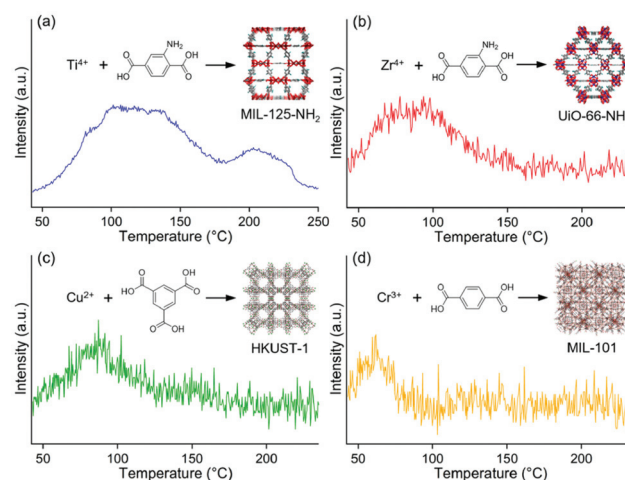 (a)
NH₂
OH
O
O
HO
Ti⁴⁺ +
MIL-125-NH₂
Intensity (a.u.)
50 100 150 200 250
Temperature (°C)
(b)
NH₂
OH
O
O
HO
Zr⁴⁺ +
UiO-66-NH
Intensity (a.u.)
50 100 150 200
Temperature (°C)
(c)
O
OH
O
HO
O
OH
Cu²⁺ +
HKUST-1
Intensity (a.u.)
50 100 150 200
Temperature (°C)
(d)
OH
O
O
HO
Cr³⁺ +
MIL-101
Intensity (a.u.)
50 100 150 200
Temperature (°C)